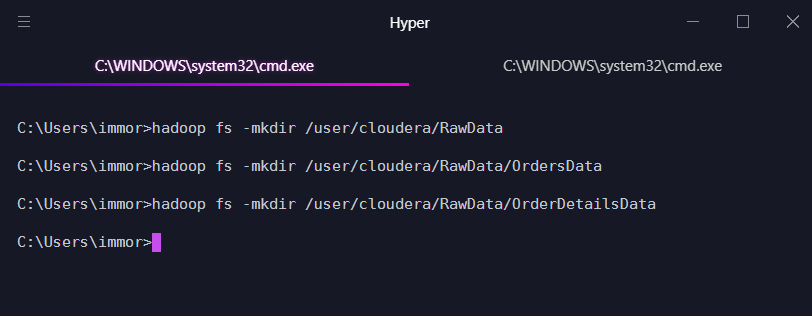 Hyper
C:\WINDOWS\system32\cmd.exe
C:\WINDOWS\system32\cmd.exe
C:\Users\immor>hadoop fs -mkdir /user/cloudera/RawData
C:\Users\immor>hadoop fs -mkdir /user/cloudera/RawData/OrdersData
C:\Users\immor>hadoop fs -mkdir /user/cloudera/RawData/OrderDetailsData
C:\Users\immor>